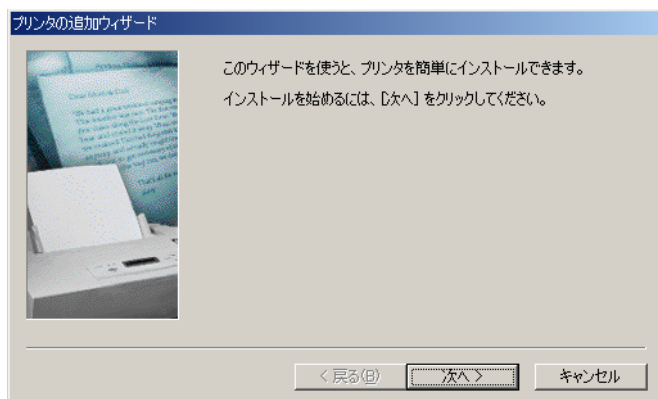 プリンタの追加ウィザード
このウィザードを使うと、プリンタを簡単にインストールできます。
インストールを始めるには、[次へ] をクリックしてください。
< 戻る(B)
次へ >
キャンセル